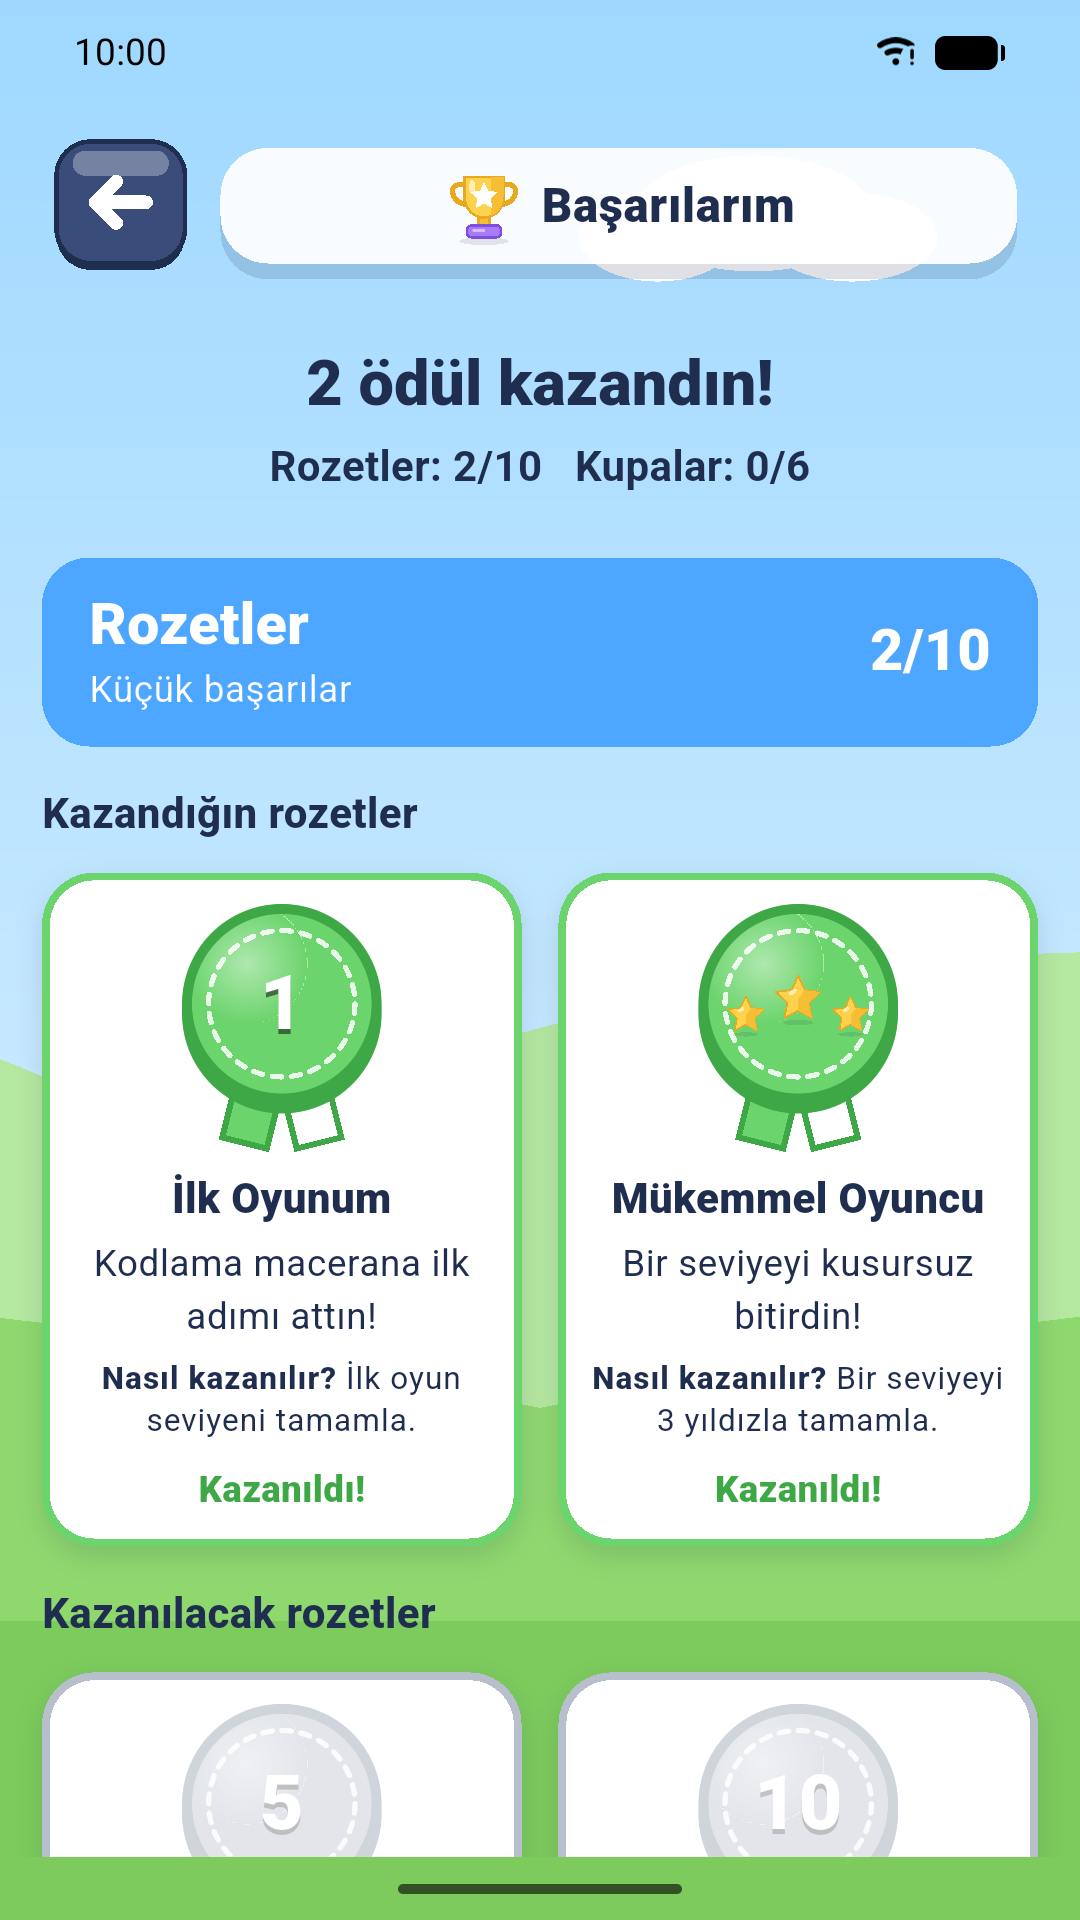 10:00
Başarılarım
2 ödül kazandın!
Rozetler: 2/10 Kupalar: 0/6
Rozetler
Küçük başarılar
2/10
Kazandığın rozetler
1
İlk Oyunum
Kodlama macerana ilk
adımı attın!
Nasıl kazanılır? İlk oyun
seviyeni tamamla.
Kazanıldı!
Mükemmel Oyuncu
Bir seviyeyi kusursuz
bitirdin!
Nasıl kazanılır? Bir seviyeyi
3 yıldızla tamamla.
Kazanıldı!
Kazanılacak rozetler
5
10